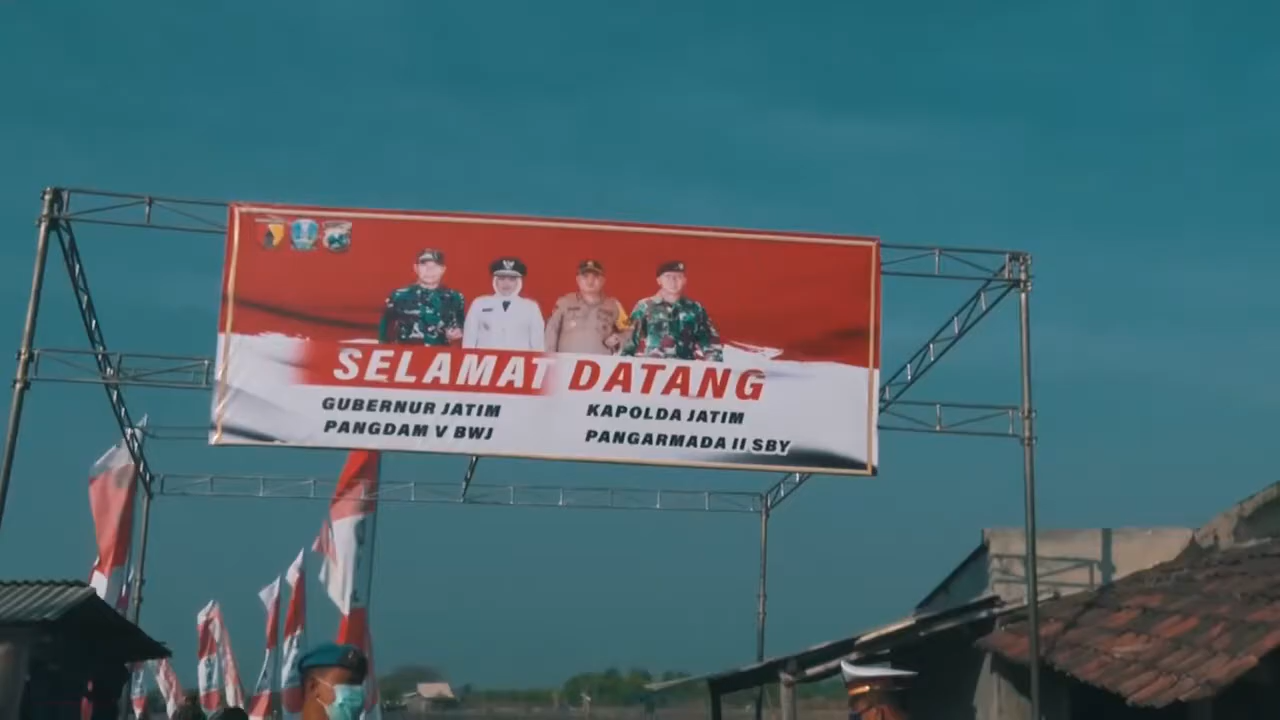 SELAMAT DATANG
GUBERNUR JATIM
PANGDAM V BWJ
KAPOLDA JATIM
PANGARMADA II SBY